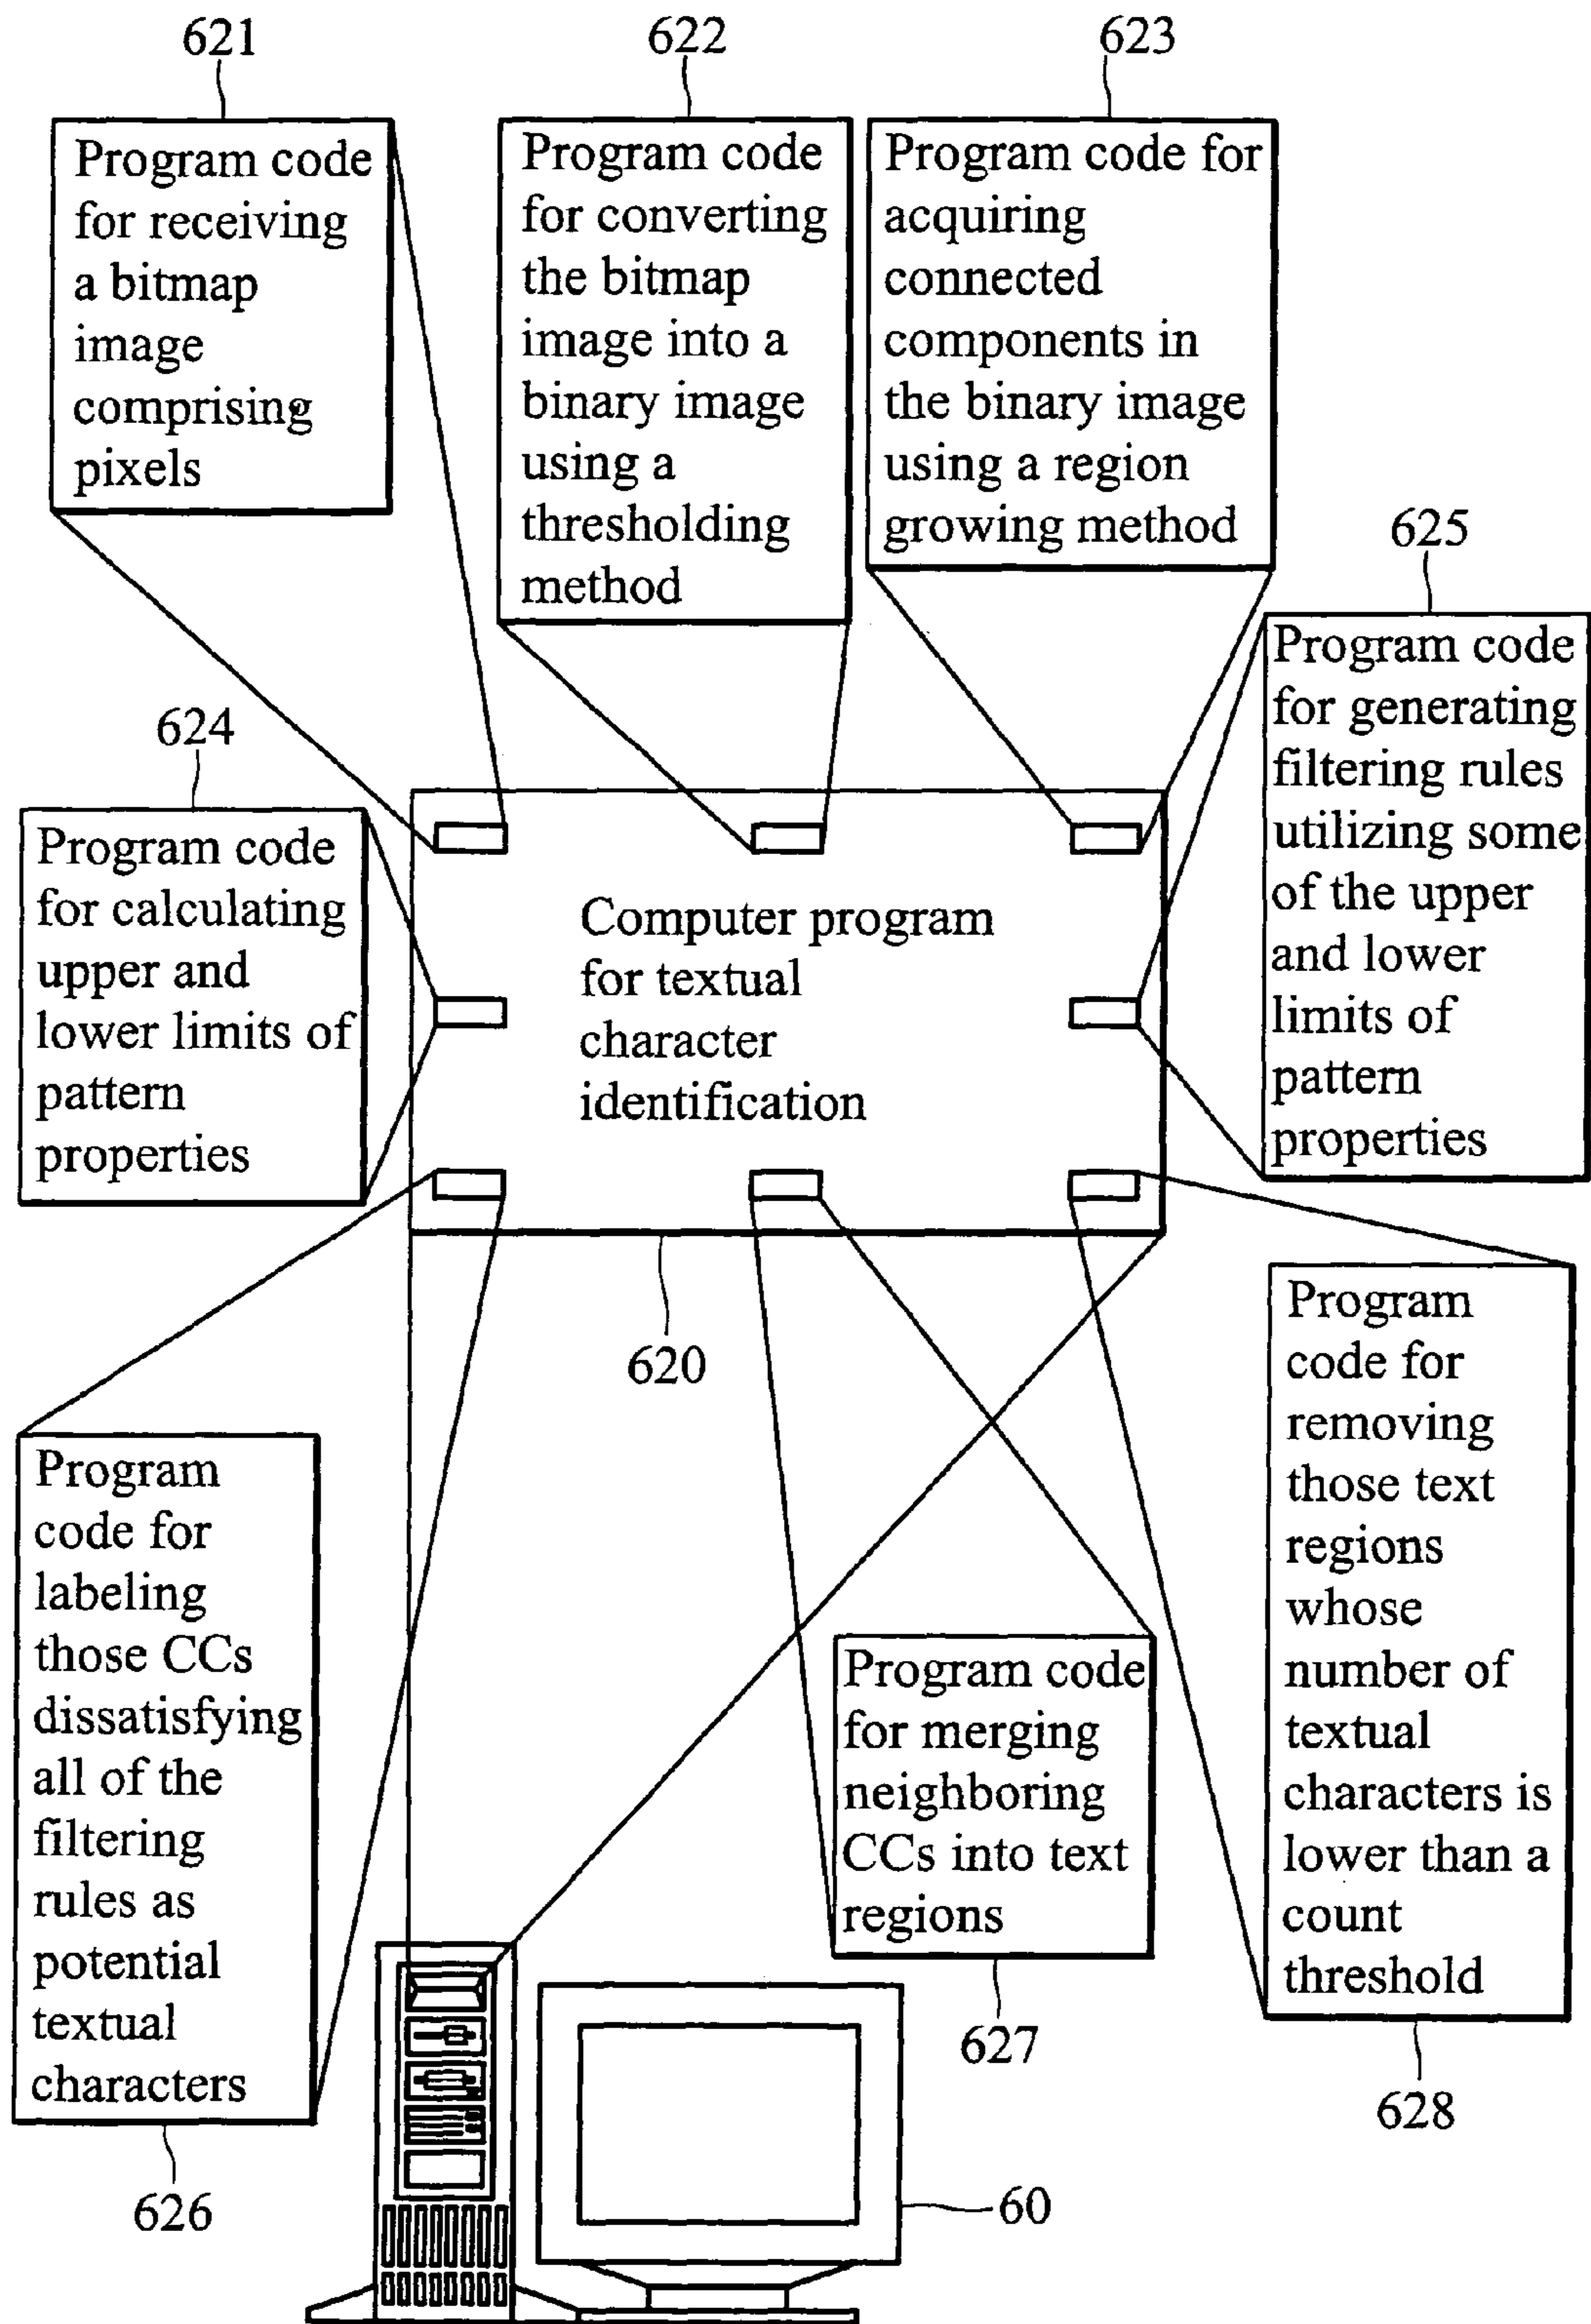 621
Program code
for receiving
a bitmap
image
comprising
pixels
622
Program code
for converting
the bitmap
image into a
binary image
using a
thresholding
method
623
Program code for
acquiring
connected
components in
the binary image
using a region
growing method
624
Program code
for calculating
upper and
lower limits of
pattern
properties
Computer program
for textual
character
identification
620
625
Program code
for generating
filtering rules
utilizing some
of the upper
and lower
limits of
pattern
properties
Program
code for
labeling
those CCs
dissatisfying
all of the
filtering
rules as
potential
textual
characters
626
Program code
for merging
neighboring
CCs into text
regions
627
Program
code for
removing
those text
regions
whose
number of
textual
characters is
lower than a
count
threshold
628
60